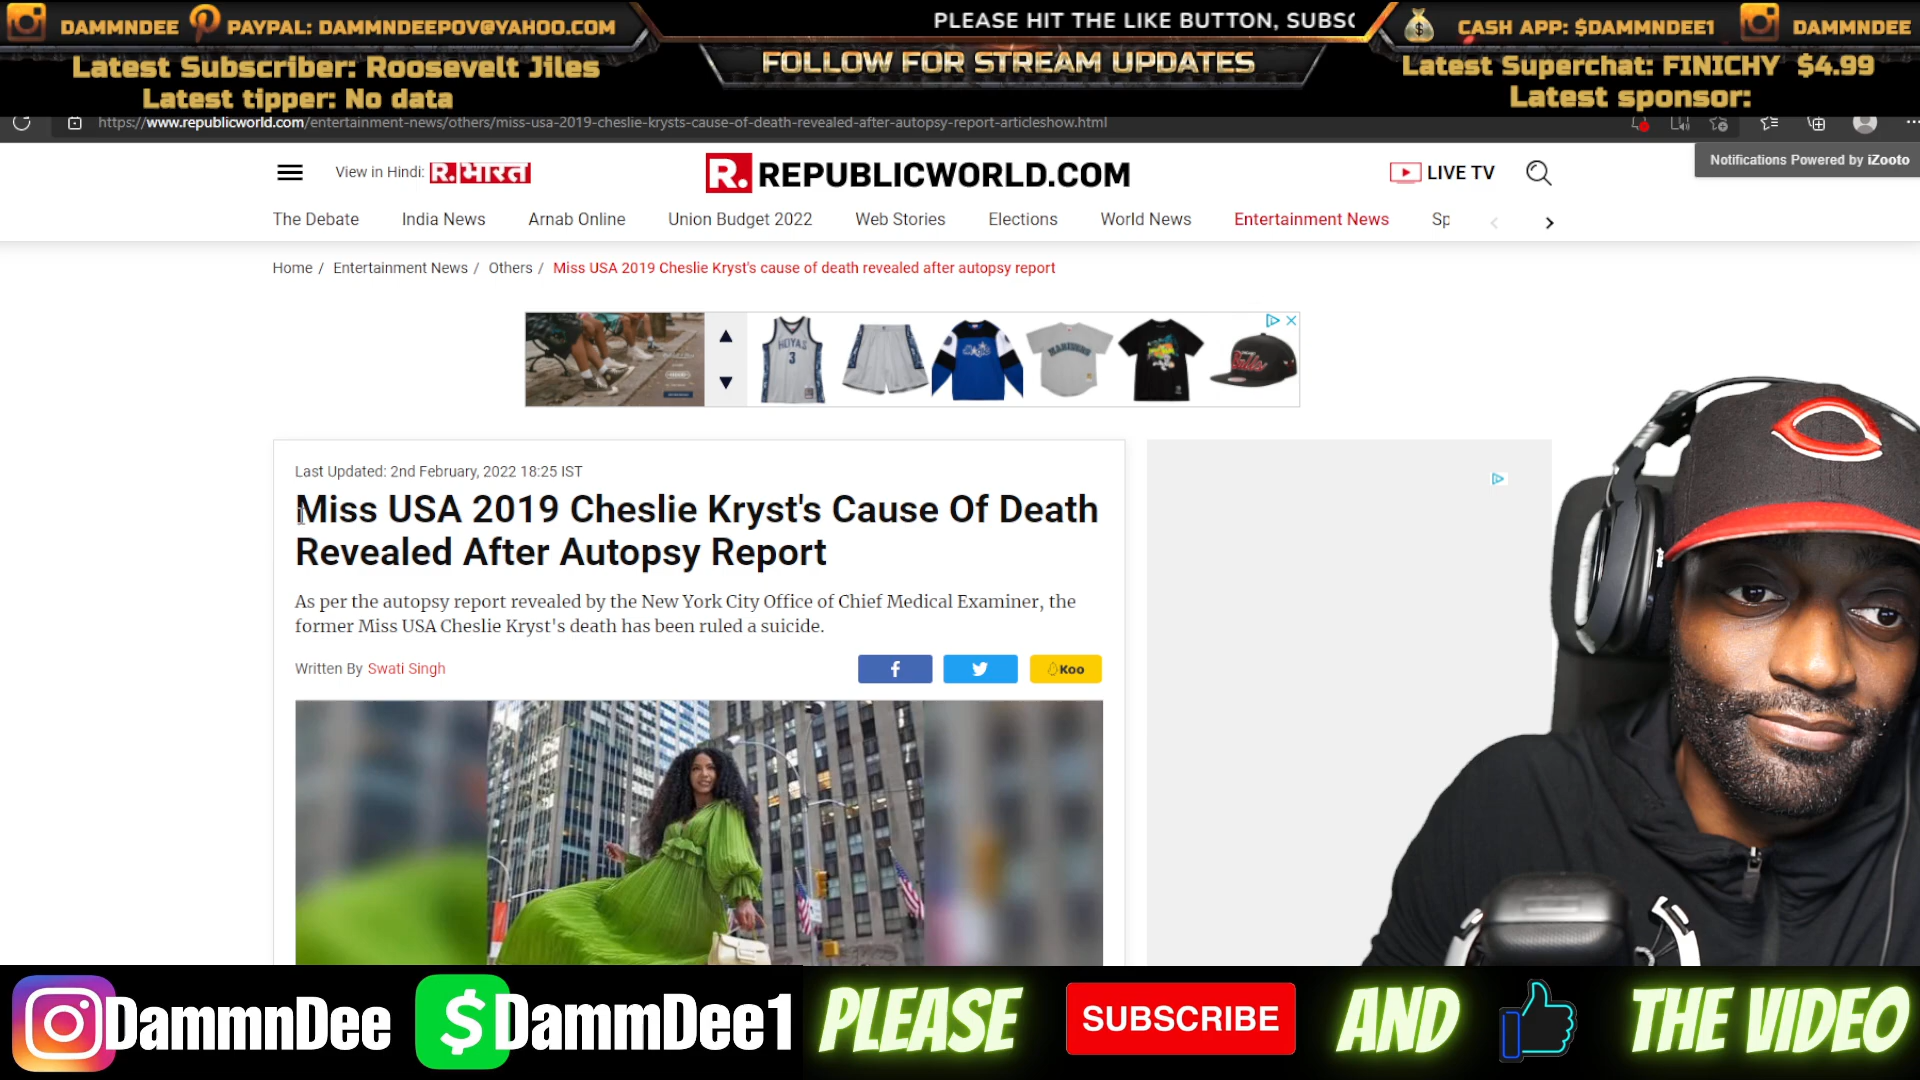 DAMMNDEE PAYPAL: DAMMNDEEPOV@YAHOO.COM
PLEASE HIT THE LIKE BUTTON, SUBSC
CASH APP: $DAMMNDEE1 DAMMNDEE
Latest Subscriber: Roosevelt Jiles
FOLLOW FOR STREAM UPDATES
Latest Superchat: FINICHY $4.99
Latest tipper: No data
Latest sponsor:
https://www.republicworld.com/entertainment-news/others/miss-usa-2019-cheslie-krysts-cause-of-death-revealed-after-autopsy-report-articleshow.html
Notifications Powered by iZooto
View in Hindi: R. भारत
R. REPUBLICWORLD.COM
LIVE TV
The Debate India News Arnab Online Union Budget 2022 Web Stories Elections World News Entertainment News Sp
Home / Entertainment News / Others / Miss USA 2019 Cheslie Kryst's cause of death revealed after autopsy report
HOYAS
3
MARINERS
Bulls
Last Updated: 2nd February, 2022 18:25 IST
Miss USA 2019 Cheslie Kryst's Cause Of Death
Revealed After Autopsy Report
As per the autopsy report revealed by the New York City Office of Chief Medical Examiner, the
former Miss USA Cheslie Kryst's death has been ruled a suicide.
Written By Swati Singh
Koo
DammnDee
$ DammDee1
PLEASE
SUBSCRIBE
AND
THE VIDEO